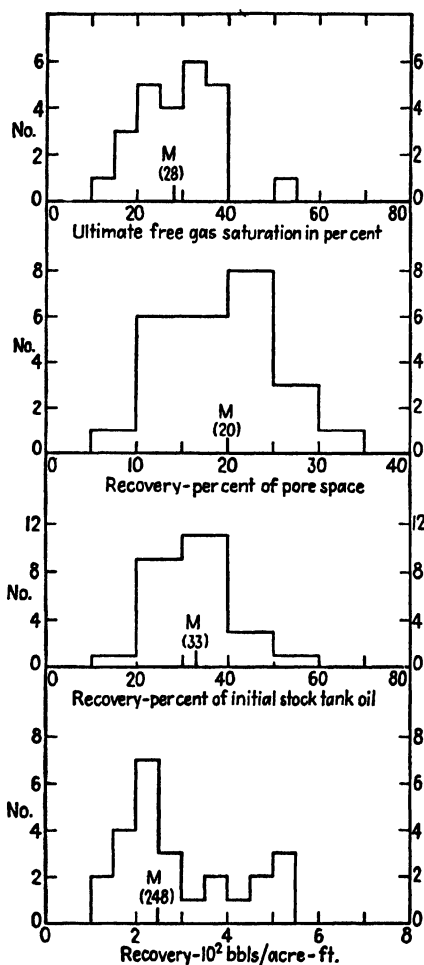 6 6
No.
4 4
M
2 (28) 2
0 0
0 20 40 60 80
Ultimate free gas saturation in per cent
8 8
6 6
No.
4 4
2 M 2
(20)
0 0
0 10 20 30 40
Recovery-per cent of pore space
12 12
8 8
No.
4 M 4
(33)
0 0
0 20 40 60 80
Recovery-percent of initial stock tank oil
8 8
6 6
No.
4 4
2 M 2
(248)
0 0
0 2 4 6 8
Recovery-10² bbls/acre-ft.